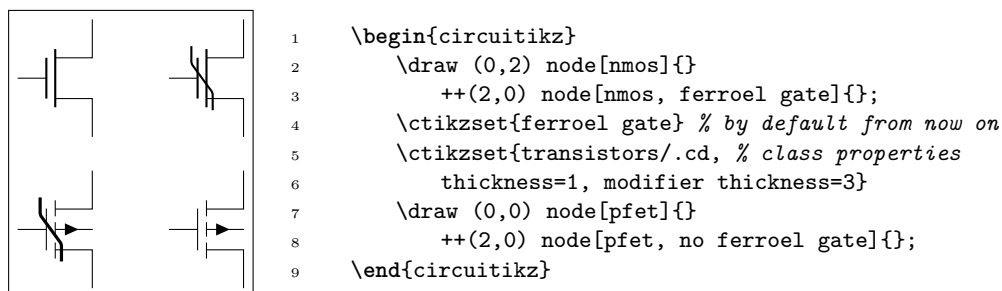 1 \begin{circuitikz}
2 \draw (0,2) node[nmos]{}
3 ++(2,0) node[nmos, ferroel gate]{};
4 \ctikzset{ferroel gate} % by default from now on
5 \ctikzset{transistors/.cd, % class properties
6 thickness=1, modifier thickness=3}
7 \draw (0,0) node[pfet]{}
8 ++(2,0) node[pfet, no ferroel gate]{};
9 \end{circuitikz}